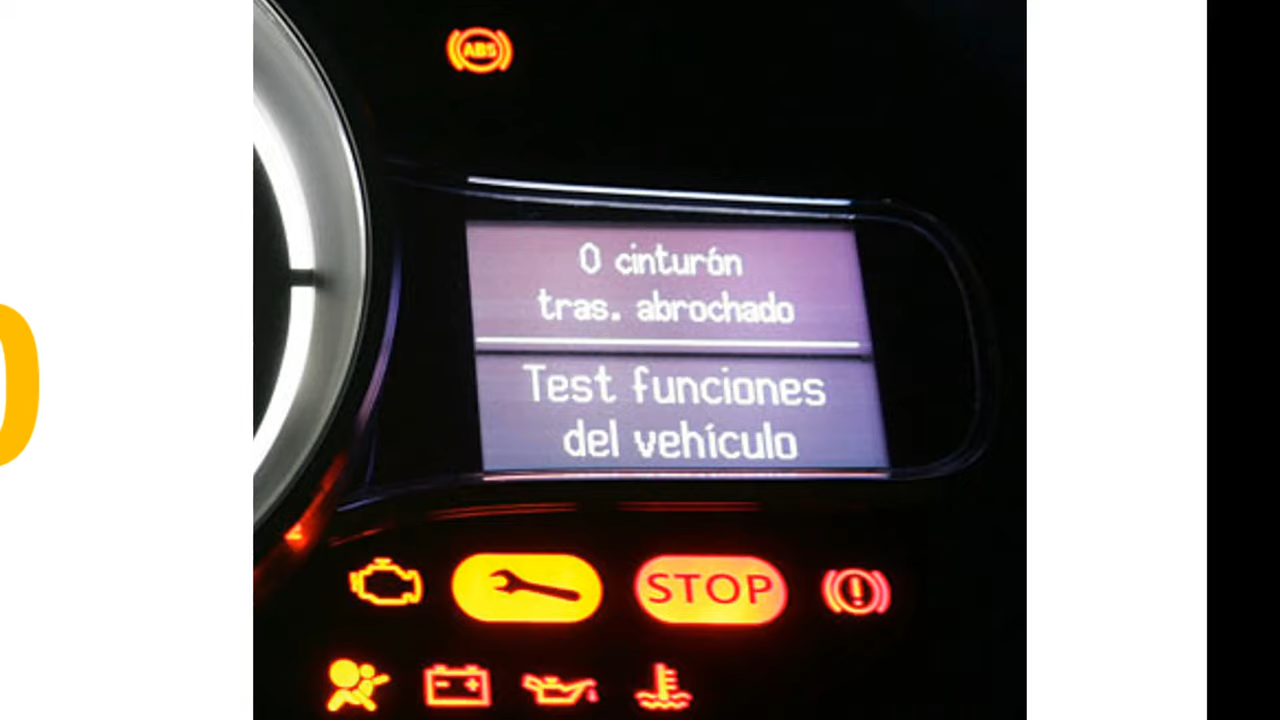 ABS
0 cinturón
tras. abrochado
Test funciones
del vehículo
STOP